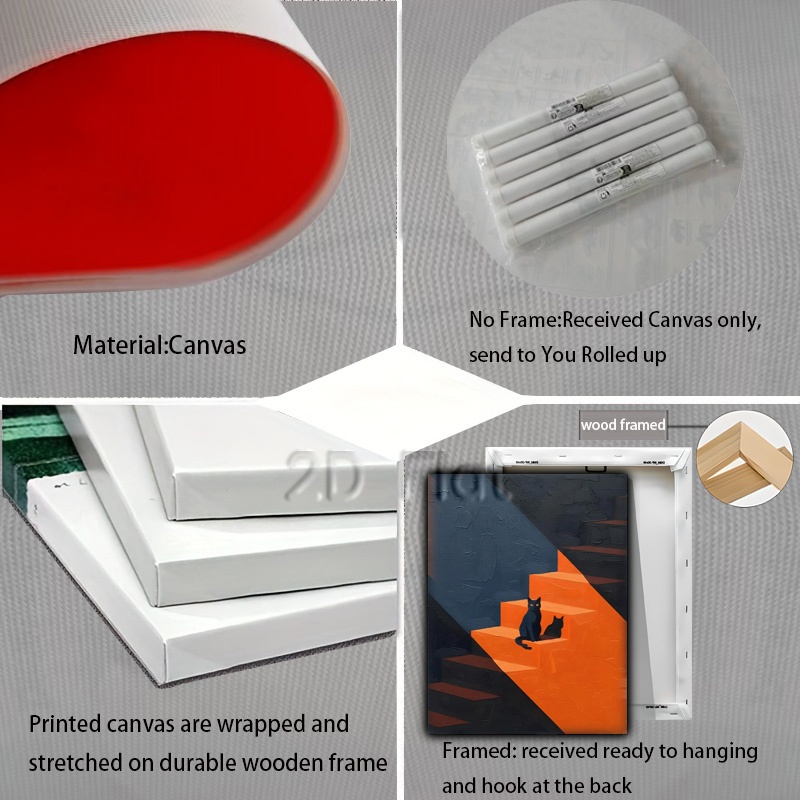 Material:Canvas
No Frame:Received Canvas only,
send to You Rolled up
2D Flat
wood framed
Printed canvas are wrapped and
stretched on durable wooden frame
Framed: received ready to hanging
and hook at the back